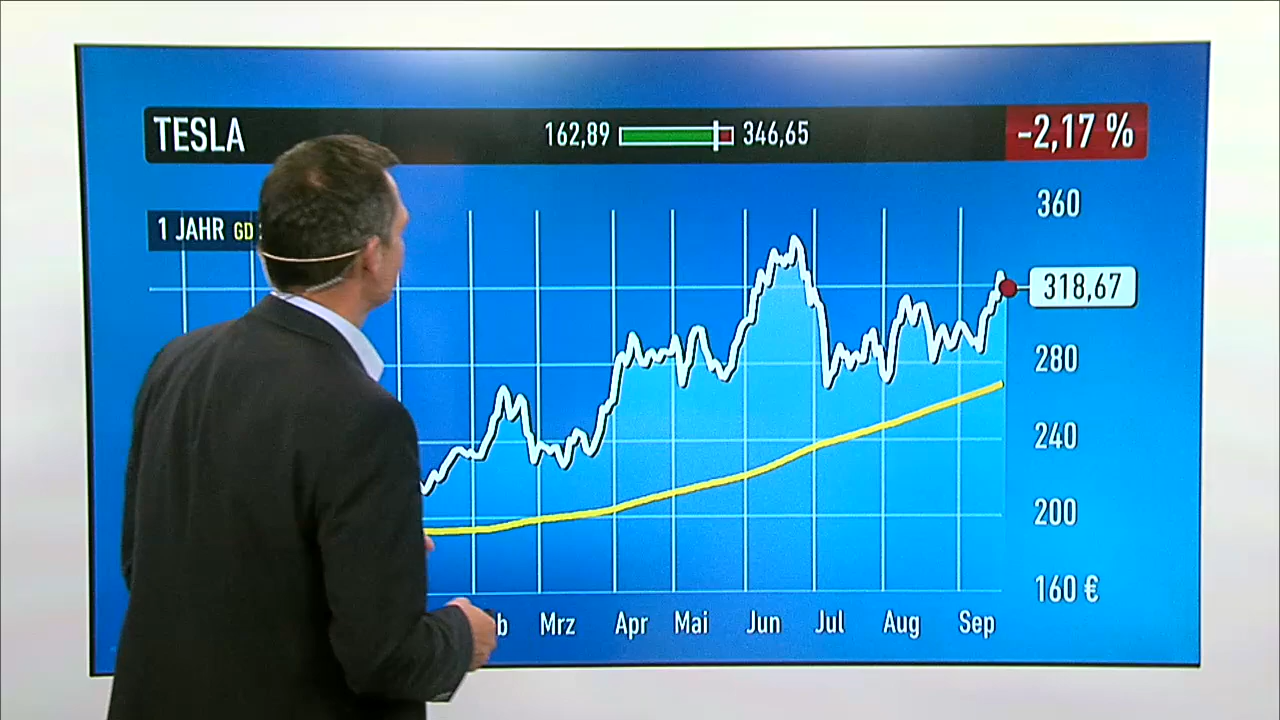 TESLA 162,89 346,65 -2,17 %
1 JAHR GD
360
318,67
280
240
200
160 €
Mrz Apr Mai Jun Jul Aug Sep